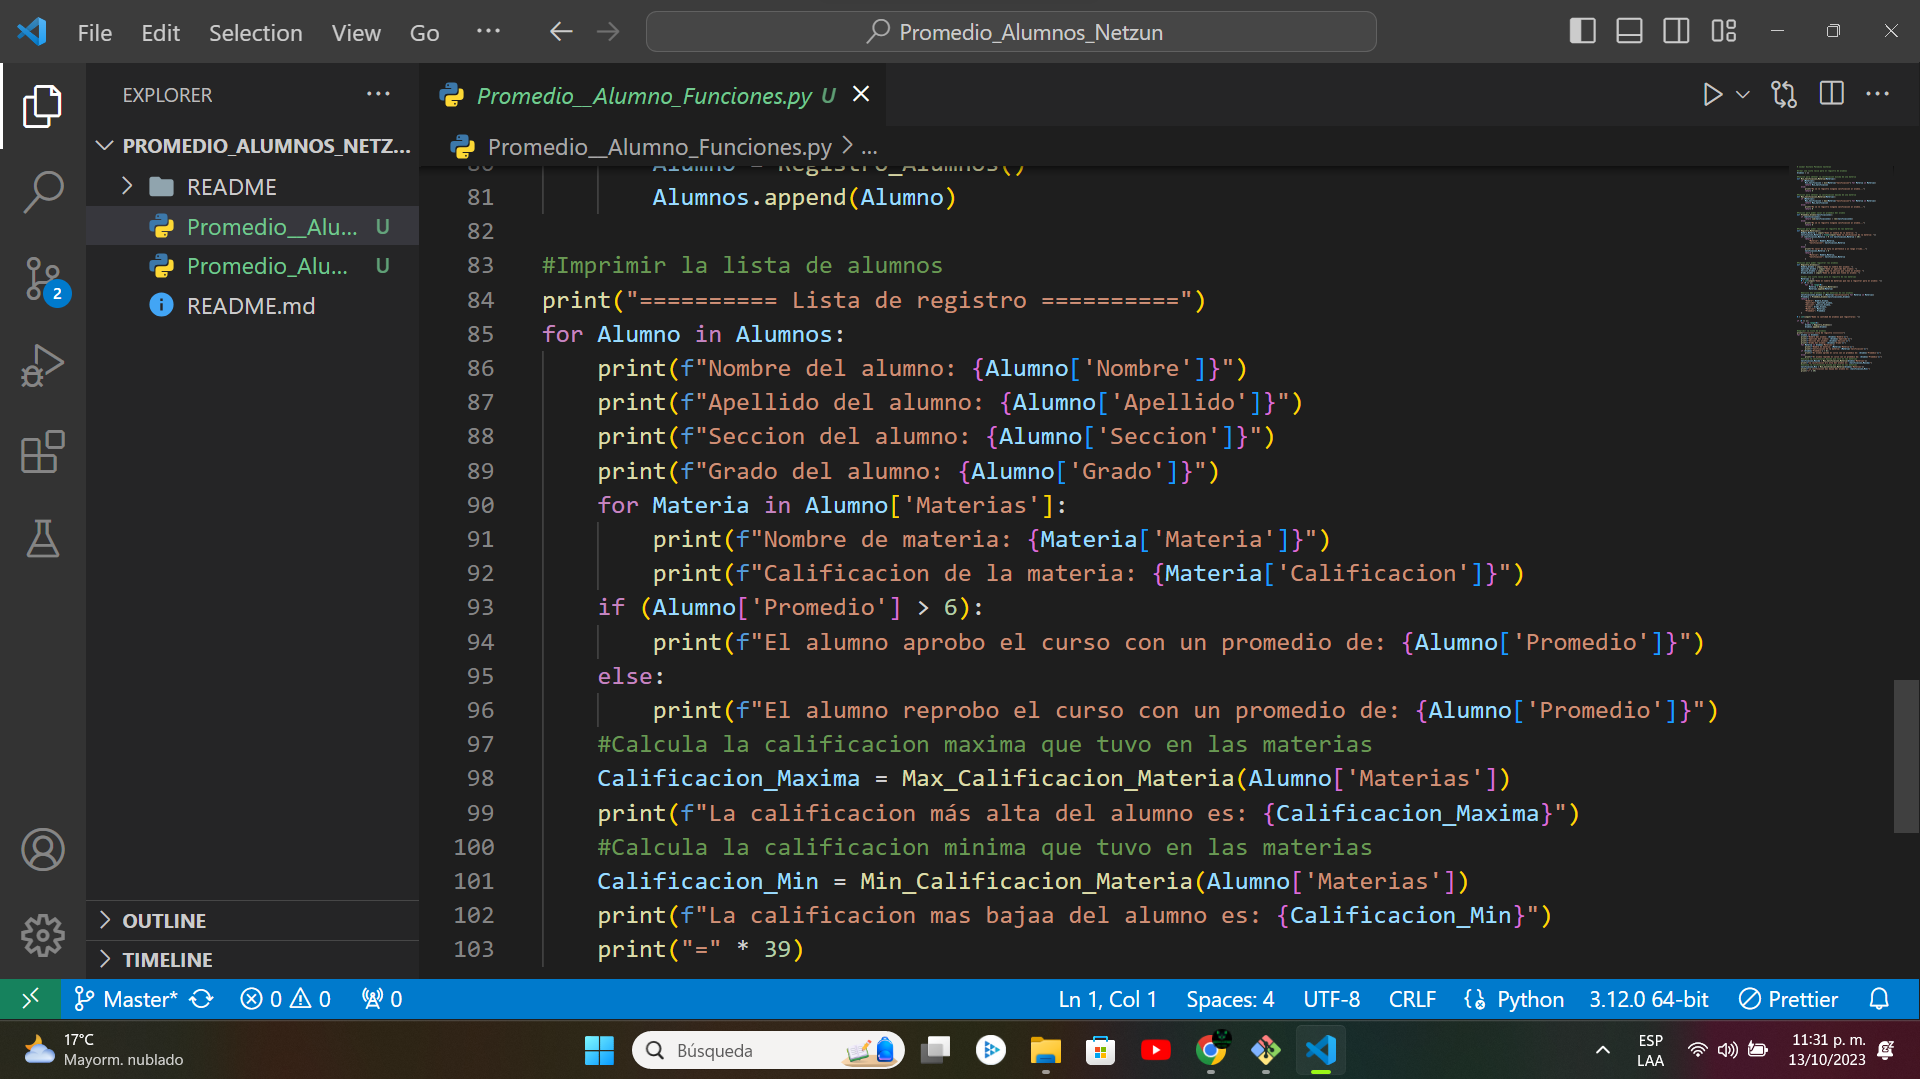 File Edit Selection View Go ...
Promedio_Alumnos_Netzun
EXPLORER
PROMEDIO_ALUMNOS_NETZ...
README
Promedio__Alu... U
Promedio_Alu... U
README.md
2
OUTLINE
TIMELINE
Promedio__Alumno_Funciones.py U
Promedio__Alumno_Funciones.py > ...
80 Alumno = Registro_Alumnos()
81 Alumnos.append(Alumno)
82
83 #Imprimir la lista de alumnos
84 print("========== Lista de registro ==========")
85 for Alumno in Alumnos:
86 print(f"Nombre del alumno: {Alumno['Nombre']}")
87 print(f"Apellido del alumno: {Alumno['Apellido']}")
88 print(f"Seccion del alumno: {Alumno['Seccion']}")
89 print(f"Grado del alumno: {Alumno['Grado']}")
90 for Materia in Alumno['Materias']:
91 print(f"Nombre de materia: {Materia['Materia']}")
92 print(f"Calificacion de la materia: {Materia['Calificacion']}")
93 if (Alumno['Promedio'] > 6):
94 print(f"El alumno aprobo el curso con un promedio de: {Alumno['Promedio']}")
95 else:
96 print(f"El alumno reprobo el curso con un promedio de: {Alumno['Promedio']}")
97 #Calcula la calificacion maxima que tuvo en las materias
98 Calificacion_Maxima = Max_Calificacion_Materia(Alumno['Materias'])
99 print(f"La calificacion más alta del alumno es: {Calificacion_Maxima}")
100 #Calcula la calificacion minima que tuvo en las materias
101 Calificacion_Min = Min_Calificacion_Materia(Alumno['Materias'])
102 print(f"La calificacion mas bajaa del alumno es: {Calificacion_Min}")
103 print("=" * 39)
Master* 0 0 0 Ln 1, Col 1 Spaces: 4 UTF-8 CRLF Python 3.12.0 64-bit Prettier
17°C
Mayorm. nublado
Búsqueda
ESP
LAA
11:31 p. m.
13/10/2023